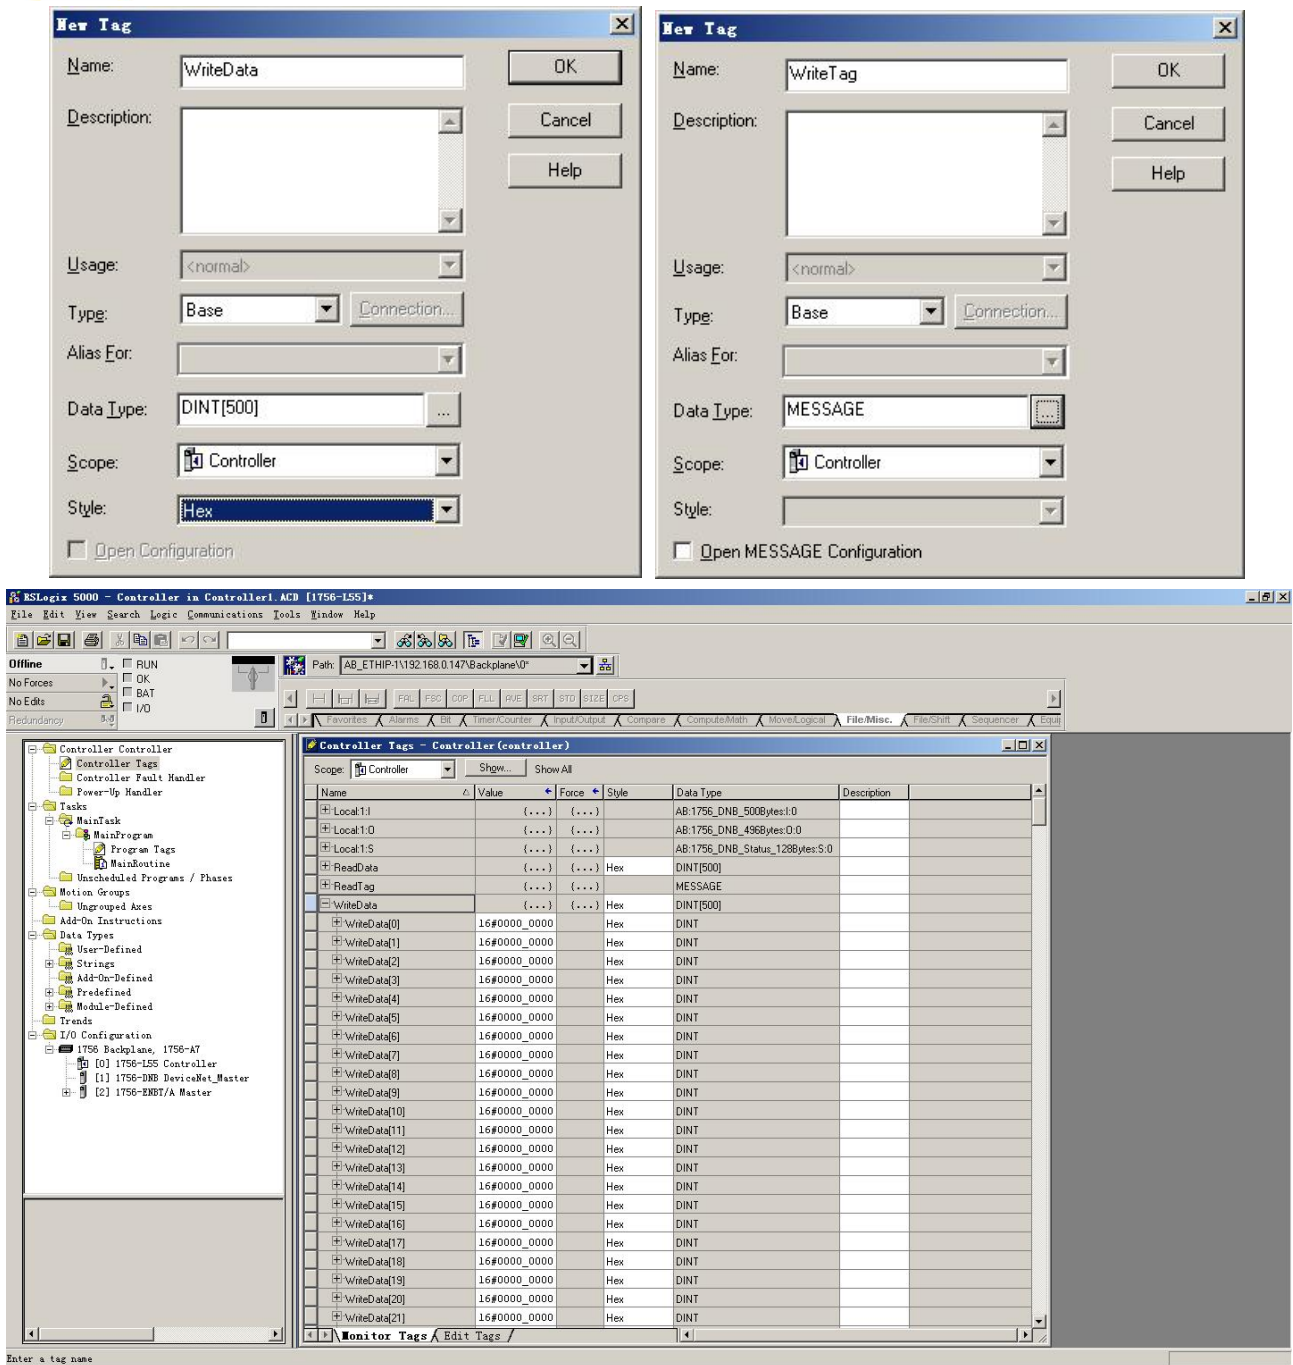 New Tag
Name: WriteData OK
Description: Cancel
Help
Usage: <normal>
Type: Base Connection...
Alias For:
Data Type: DINT[500] ...
Scope: Controller
Style: Hex
Open Configuration
New Tag
Name: WriteTag OK
Description: Cancel
Help
Usage: <normal>
Type: Base Connection...
Alias For:
Data Type: MESSAGE ...
Scope: Controller
Style:
Open MESSAGE Configuration
RSLogix 5000 - Controller in Controller1.ACD [1756-L55]*
File Edit View Search Logic Communications Tools Window Help
Offline RUN
No Forces OK
No Edits BAT
Redundancy I/O
Path: AB_ETHIP-1\192.168.0.147\Backplane\0*
FAL FSC COP FLL AVE SRT STD SIZE CPS
Favorites Alarms Bit Timer/Counter Input/Output Compare Compute/Math Move/Logical File/Misc. File/Shift Sequencer Equip
Controller Controller
Controller Tags
Controller Fault Handler
Power-Up Handler
Tasks
MainTask
MainProgram
Program Tags
MainRoutine
Unscheduled Programs / Phases
Motion Groups
Ungrouped Axes
Add-On Instructions
Data Types
User-Defined
Strings
Add-On-Defined
Predefined
Module-Defined
Trends
I/O Configuration
1756 Backplane, 1756-A7
[0] 1756-L55 Controller
[1] 1756-DNB DeviceNet_Master
[2] 1756-ENBT/A Master
Controller Tags - Controller(controller)
Scope: Controller Show... Show All
Name Value Force Style Data Type Description
Local:1:I {...} {...} AB:1756_DNB_500Bytes:I:0
Local:1:O {...} {...} AB:1756_DNB_496Bytes:O:0
Local:1:S {...} {...} AB:1756_DNB_Status_128Bytes:S:0
ReadData {...} {...} Hex DINT[500]
ReadTag {...} {...} MESSAGE
WriteData {...} {...} Hex DINT[500]
WriteData[0] 16#0000_0000 Hex DINT
WriteData[1] 16#0000_0000 Hex DINT
WriteData[2] 16#0000_0000 Hex DINT
WriteData[3] 16#0000_0000 Hex DINT
WriteData[4] 16#0000_0000 Hex DINT
WriteData[5] 16#0000_0000 Hex DINT
WriteData[6] 16#0000_0000 Hex DINT
WriteData[7] 16#0000_0000 Hex DINT
WriteData[8] 16#0000_0000 Hex DINT
WriteData[9] 16#0000_0000 Hex DINT
WriteData[10] 16#0000_0000 Hex DINT
WriteData[11] 16#0000_0000 Hex DINT
WriteData[12] 16#0000_0000 Hex DINT
WriteData[13] 16#0000_0000 Hex DINT
WriteData[14] 16#0000_0000 Hex DINT
WriteData[15] 16#0000_0000 Hex DINT
WriteData[16] 16#0000_0000 Hex DINT
WriteData[17] 16#0000_0000 Hex DINT
WriteData[18] 16#0000_0000 Hex DINT
WriteData[19] 16#0000_0000 Hex DINT
WriteData[20] 16#0000_0000 Hex DINT
WriteData[21] 16#0000_0000 Hex DINT
Monitor Tags Edit Tags
Enter a tag name